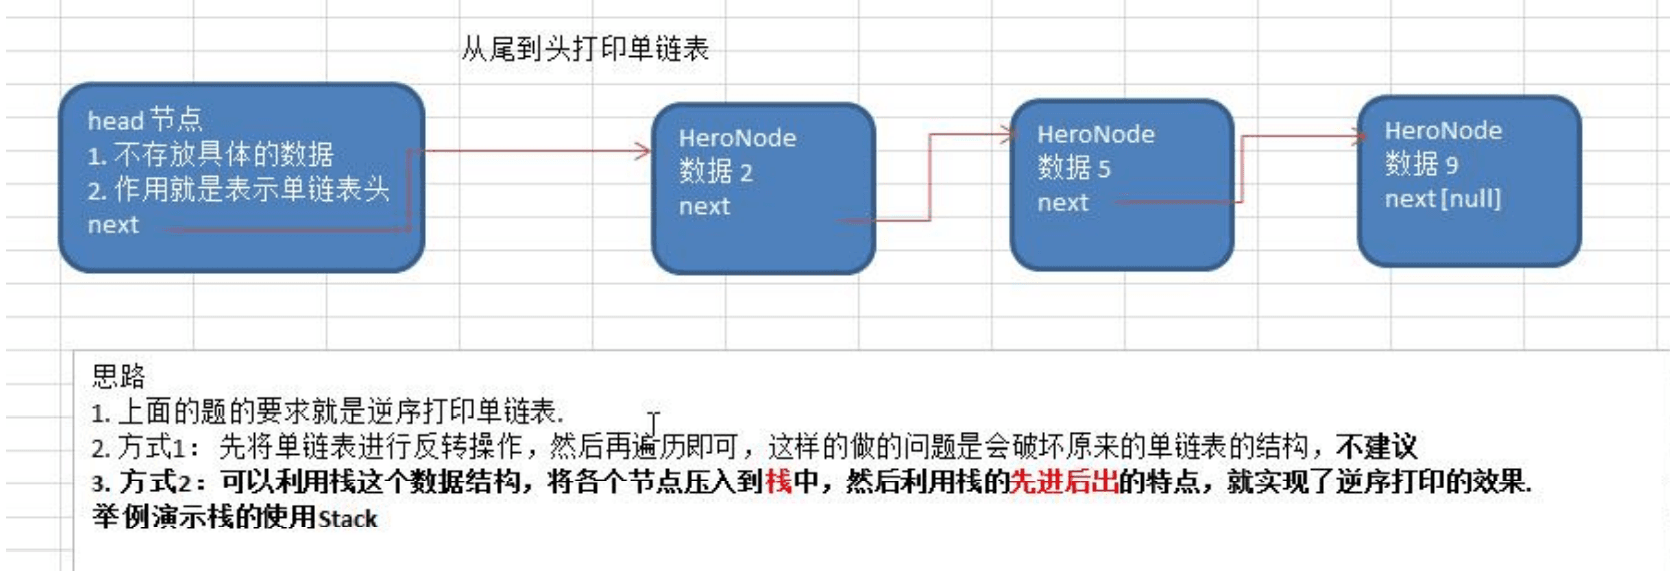 从尾到头打印单链表
head 节点
1. 不存放具体的数据
2. 作用就是表示单链表头
next
HeroNode
数据 2
next
HeroNode
数据 5
next
HeroNode
数据 9
next [null]
思路
1. 上面的题的要求就是逆序打印单链表.
2. 方式1： 先将单链表进行反转操作，然后再遍历即可，这样的做的问题是会破坏原来的单链表的结构，不建议
3. 方式2：可以利用栈这个数据结构，将各个节点压入到栈中，然后利用栈的先进后出的特点，就实现了逆序打印的效果.
举例演示栈的使用Stack